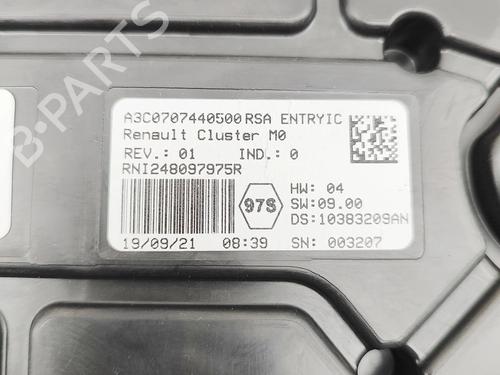 B-PARTS
A3C0707440500 RSA ENTRYIC
Renault Cluster M0
REV.: 01 IND.: 0
RNI248097975R
97S
HW: 04
SW:09.00
DS:10383209AN
19/09/21 08:39 SN: 003207